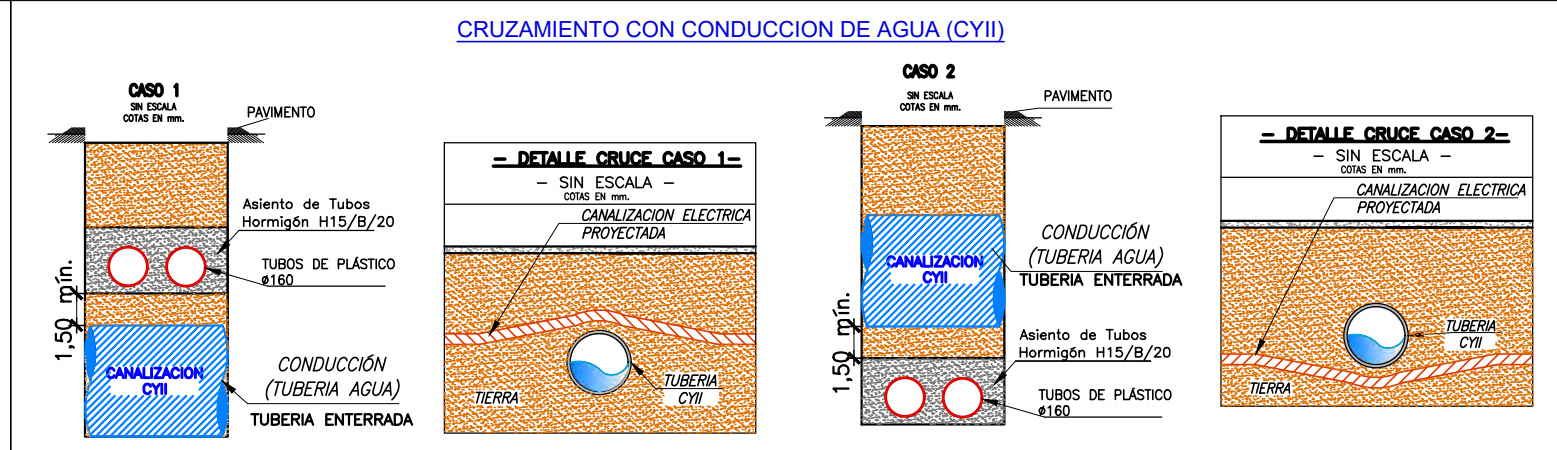 CRUZAMIENTO CON CONDUCCION DE AGUA (CYII)
CASO 1
SIN ESCALA
COTAS EN mm.
PAVIMENTO
Asiento de Tubos
Hormigón H15/B/20
TUBOS DE PLÁSTICO
ø160
1,50 mín.
CANALIZACION
CYII
CONDUCCIÓN
(TUBERIA AGUA)
TUBERIA ENTERRADA
- DETALLE CRUCE CASO 1-
- SIN ESCALA -
COTAS EN mm.
CANALIZACION ELECTRICA
PROYECTADA
TIERRA
TUBERIA
CYII
CASO 2
SIN ESCALA
COTAS EN mm.
PAVIMENTO
CANALIZACION
CYII
CONDUCCIÓN
(TUBERIA AGUA)
TUBERIA ENTERRADA
1,50 mín.
Asiento de Tubos
Hormigón H15/B/20
TUBOS DE PLÁSTICO
ø160
- DETALLE CRUCE CASO 2-
- SIN ESCALA -
COTAS EN mm.
CANALIZACION ELECTRICA
PROYECTADA
TUBERIA
CYII
TIERRA